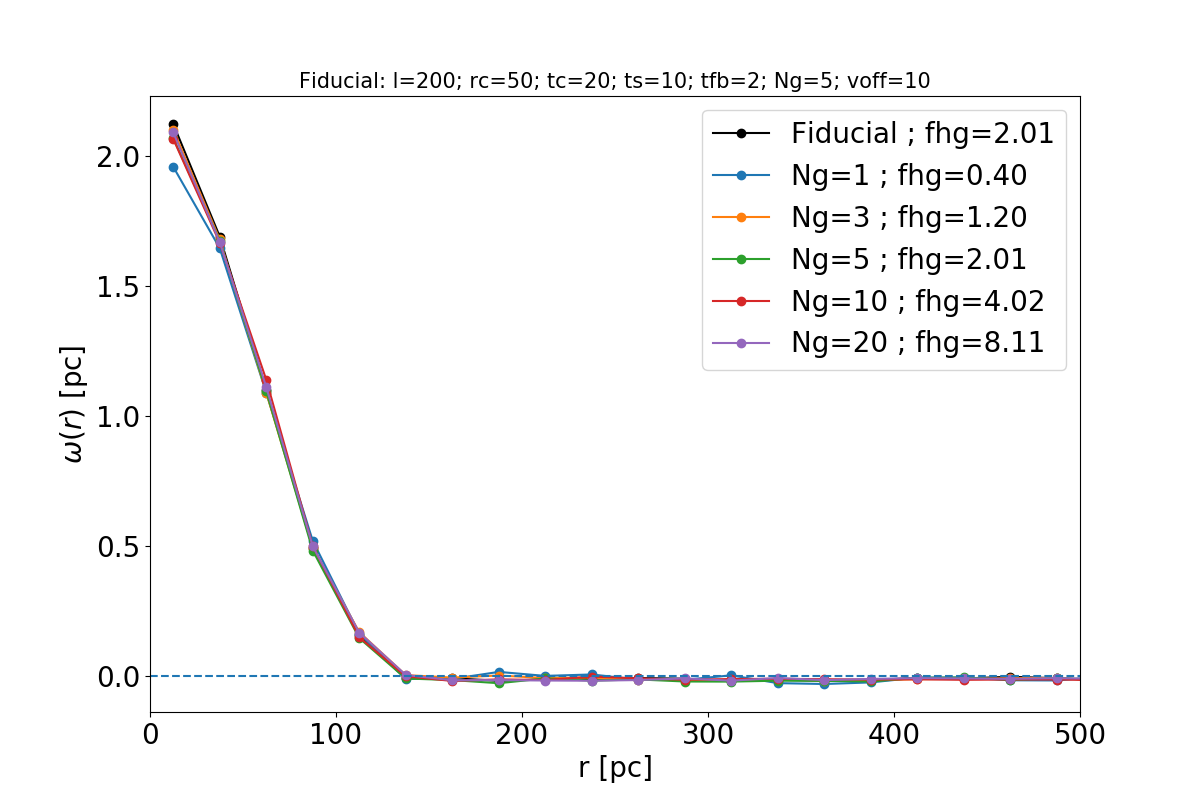 Fiducial: l=200; rc=50; tc=20; ts=10; tfb=2; Ng=5; voff=10
Fiducial ; fhg=2.01
Ng=1 ; fhg=0.40
Ng=3 ; fhg=1.20
Ng=5 ; fhg=2.01
Ng=10 ; fhg=4.02
Ng=20 ; fhg=8.11
2.0
1.5
1.0
0.5
0.0
ω(r) [pc]
0 100 200 300 400 500
r [pc]